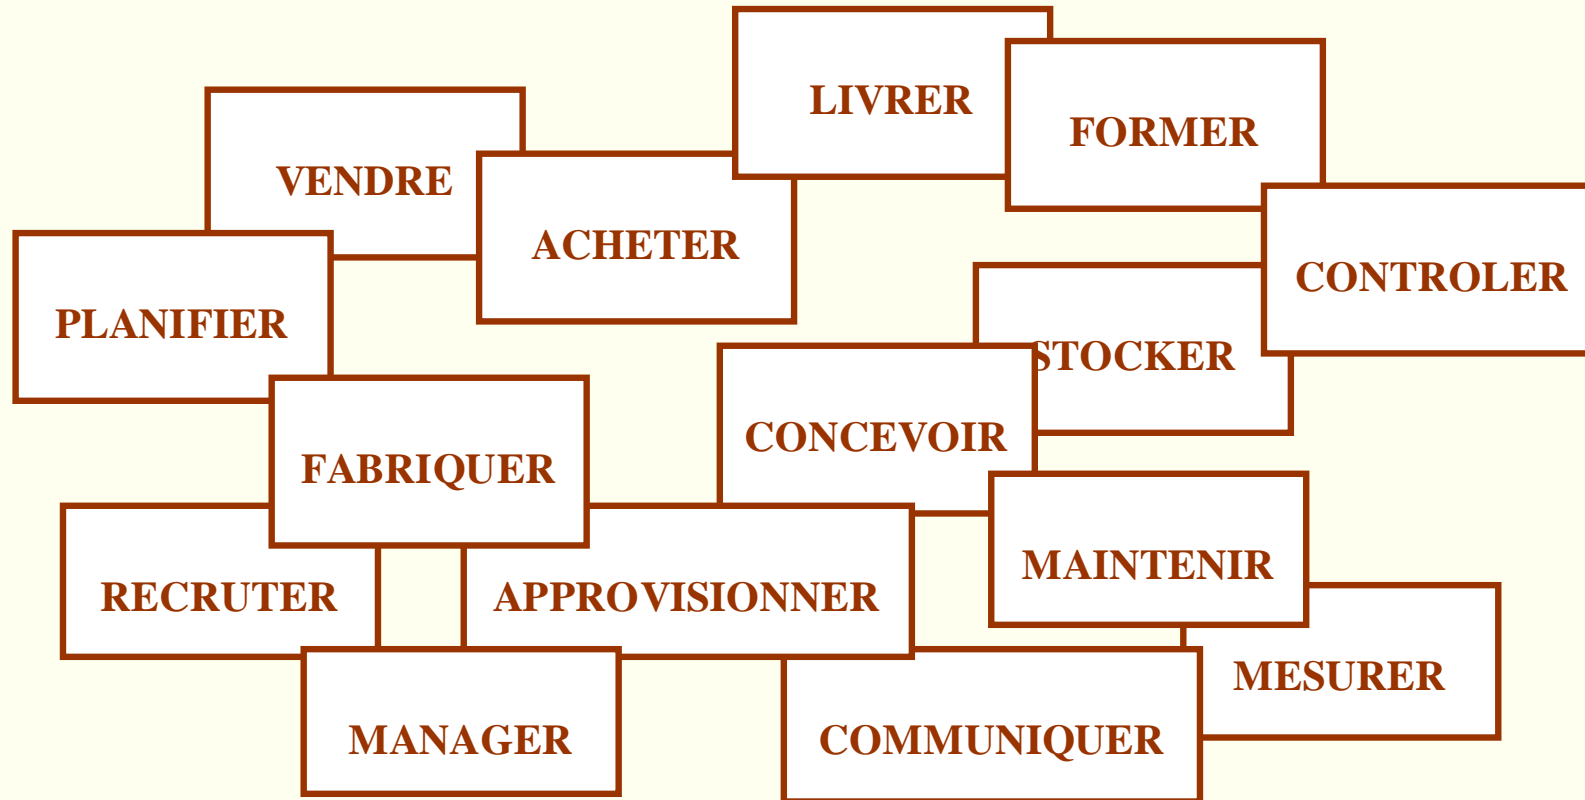 LIVRER
FORMER
VENDRE
ACHETER
CONTROLER
PLANIFIER
STOCKER
CONCEVOIR
FABRIQUER
MAINTENIR
RECRUTER
APPROVISIONNER
MESURER
MANAGER
COMMUNIQUER